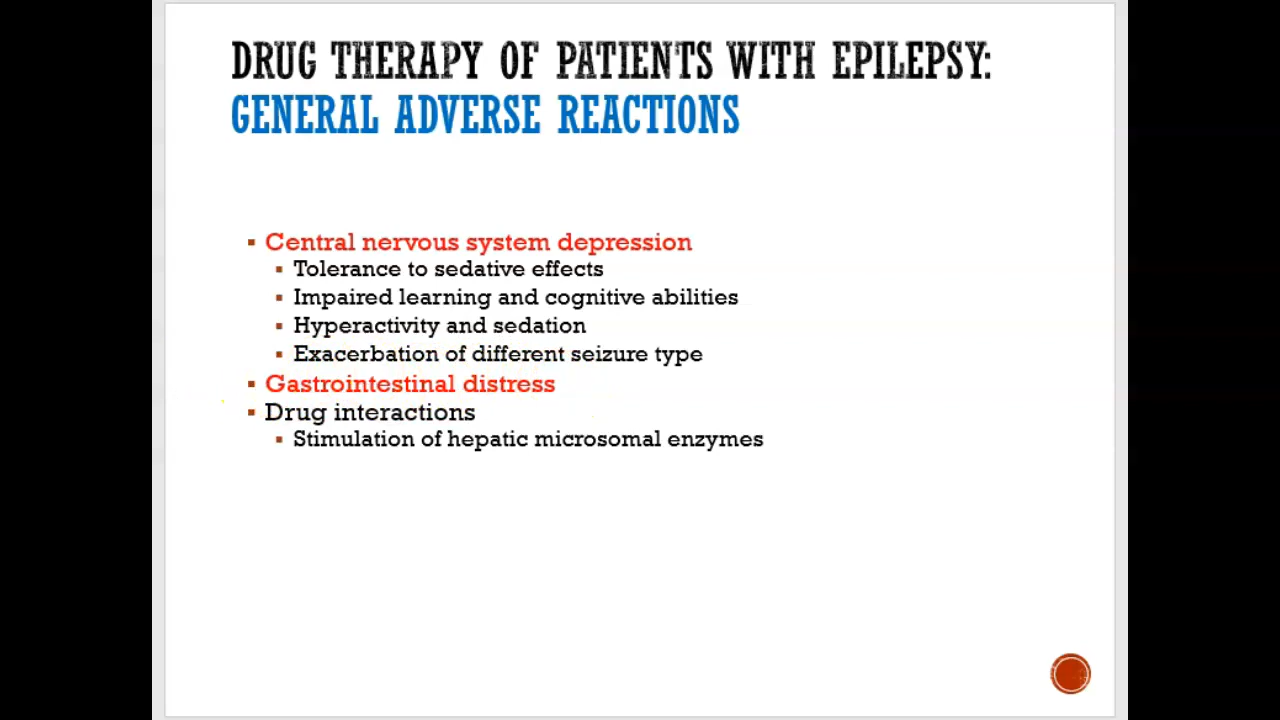 DRUG THERAPY OF PATIENTS WITH EPILEPSY:
GENERAL ADVERSE REACTIONS
▪ Central nervous system depression
▪ Tolerance to sedative effects
▪ Impaired learning and cognitive abilities
▪ Hyperactivity and sedation
▪ Exacerbation of different seizure type
▪ Gastrointestinal distress
▪ Drug interactions
▪ Stimulation of hepatic microsomal enzymes